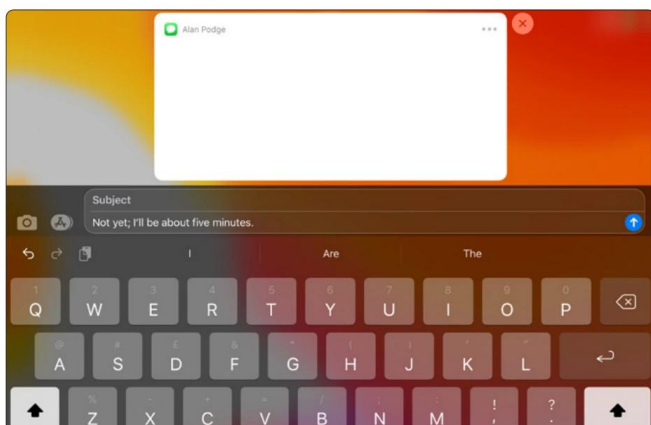 Alan Podge
Subject
Not yet; I'll be about five minutes.
I Are The
1 2 3 4 5 6 7 8 9 0
Q W E R T Y U I O P
@ # £ & * ( ) ' "
A S D F G H J K L
% - + = / ; : ! ?
Z X C V B N M , .